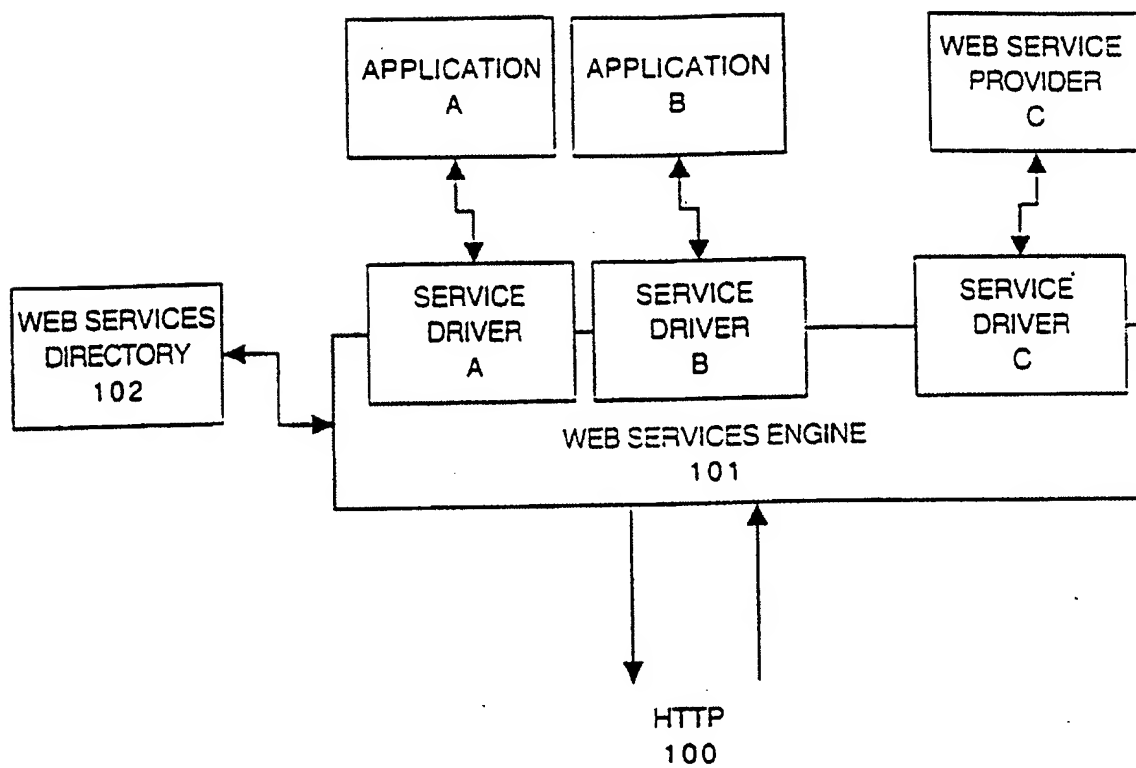 APPLICATION
A
APPLICATION
B
WEB SERVICE
PROVIDER
C
WEB SERVICES
DIRECTORY
102
SERVICE
DRIVER
A
SERVICE
DRIVER
B
SERVICE
DRIVER
C
WEB SERVICES ENGINE
101
HTTP
100